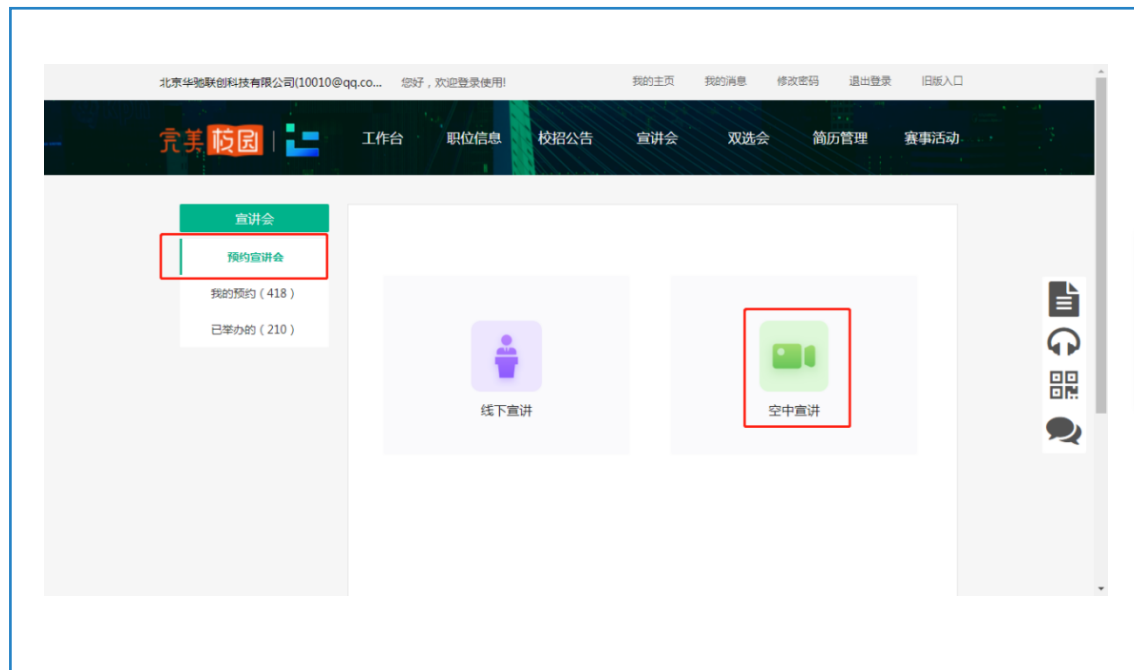 北京华驰联创科技有限公司(10010@qq.co... 您好，欢迎登录使用! 我的主页 我的消息 修改密码 退出登录 旧版入口
完美校园 工作台 职位信息 校招公告 宣讲会 双选会 简历管理 赛事活动
宣讲会
预约宣讲会
我的预约（418）
已举办的（210）
线下宣讲 空中宣讲